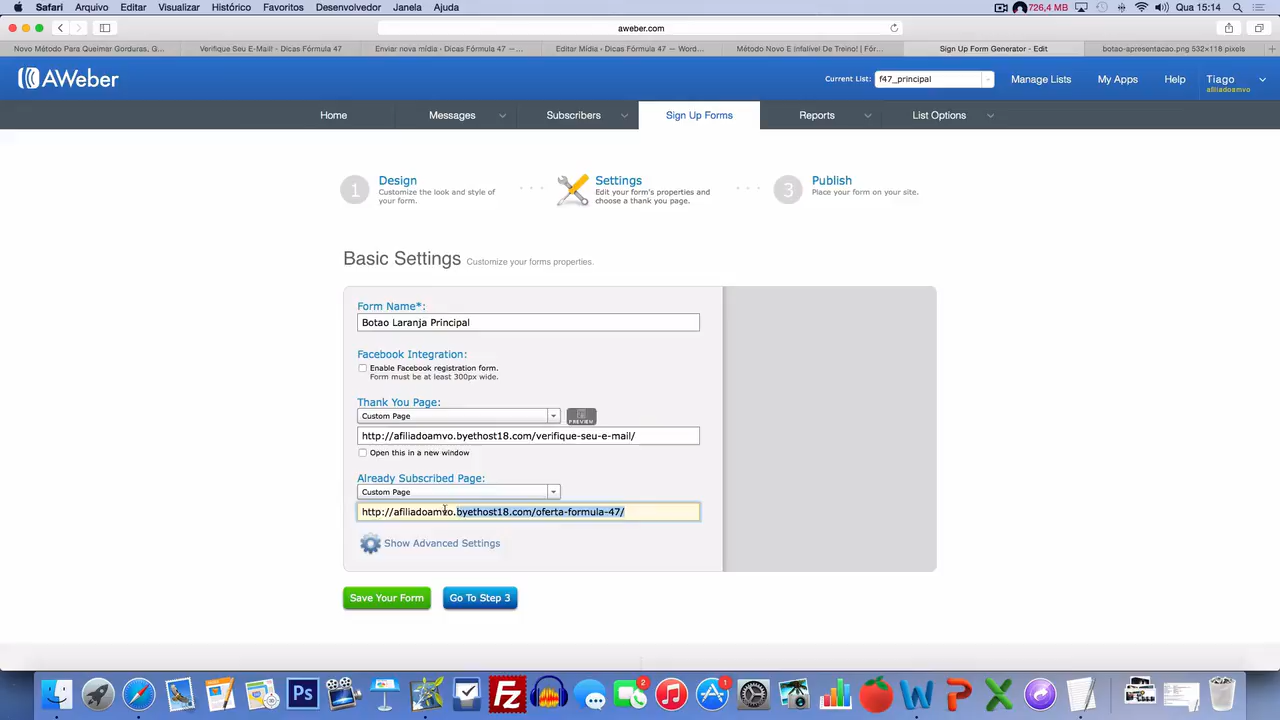 Safari Arquivo Editar Visualizar Histórico Favoritos Desenvolvedor Janela Ajuda 726,4 MB Qua 15:14
aweber.com
Novo Método Para Queimar Gorduras, G... Verifique Seu E-Mail! - Dicas Fórmula 47 Enviar nova mídia ‹ Dicas Fórmula 47 —... Editar Mídia ‹ Dicas Fórmula 47 — Word... Método Novo E Infalível De Treino! | Fór... Sign Up Form Generator - Edit botao-apresentacao.png 532×118 pixels
AWeber Current List: f47_principal Manage Lists My Apps Help Tiago
alliadoamvo
Home Messages Subscribers Sign Up Forms Reports List Options
1 Design
Customize the look and style of
your form.
Settings
Edit your form's properties and
choose a thank you page.
3 Publish
Place your form on your site.
Basic Settings Customize your forms properties.
Form Name*:
Botao Laranja Principal
Facebook Integration:
Enable Facebook registration form.
Form must be at least 300px wide.
Thank You Page:
Custom Page PREVIEW
http://afiliadoamvo.byethost18.com/verifique-seu-e-mail/
Open this in a new window
Already Subscribed Page:
Custom Page
http://afiliadoamvo.byethost18.com/oferta-formula-47/
Show Advanced Settings
Save Your Form Go To Step 3
Ps Fz 2 1 W P X